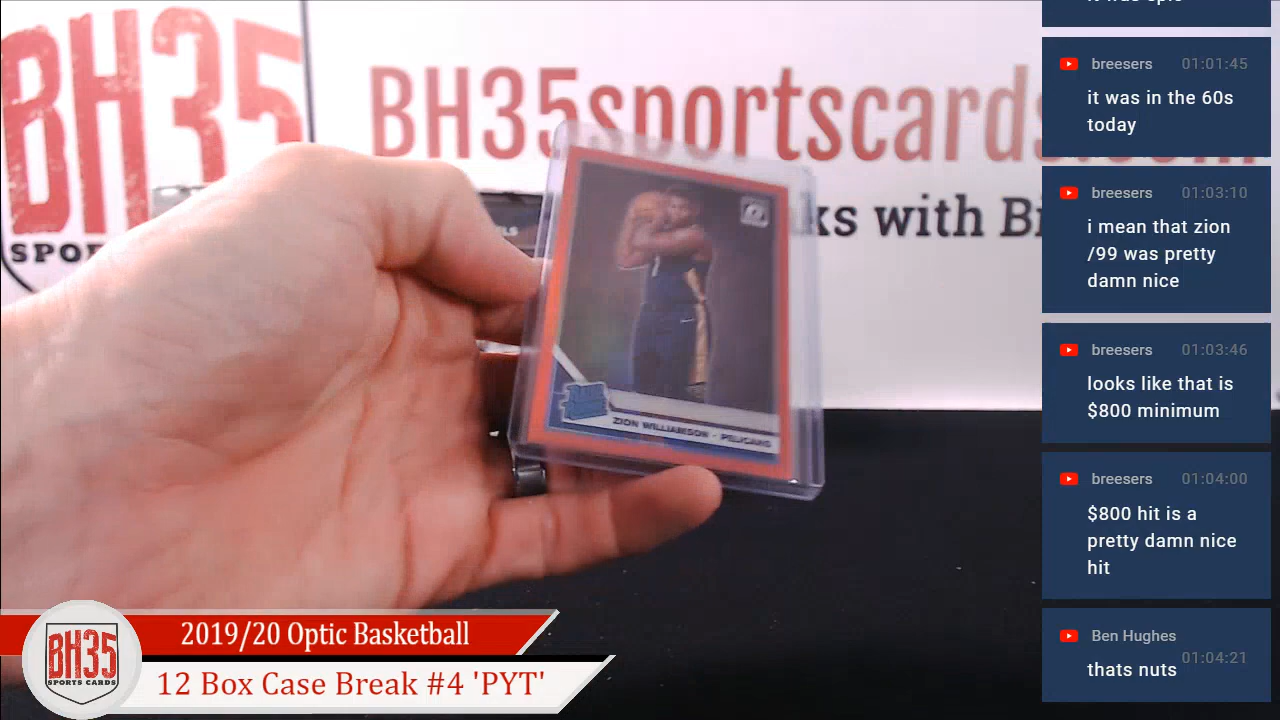 BH35
SPOR
BH35sportscards.com
ks with Bi
ZION WILLIAMSON - PELICANS
breesers 01:01:45
it was in the 60s
today
breesers 01:03:10
i mean that zion
/99 was pretty
damn nice
breesers 01:03:46
looks like that is
$800 minimum
breesers 01:04:00
$800 hit is a
pretty damn nice
hit
Ben Hughes
thats nuts 01:04:21
2019/20 Optic Basketball
12 Box Case Break #4 'PYT'
BH35
SPORTS CARDS